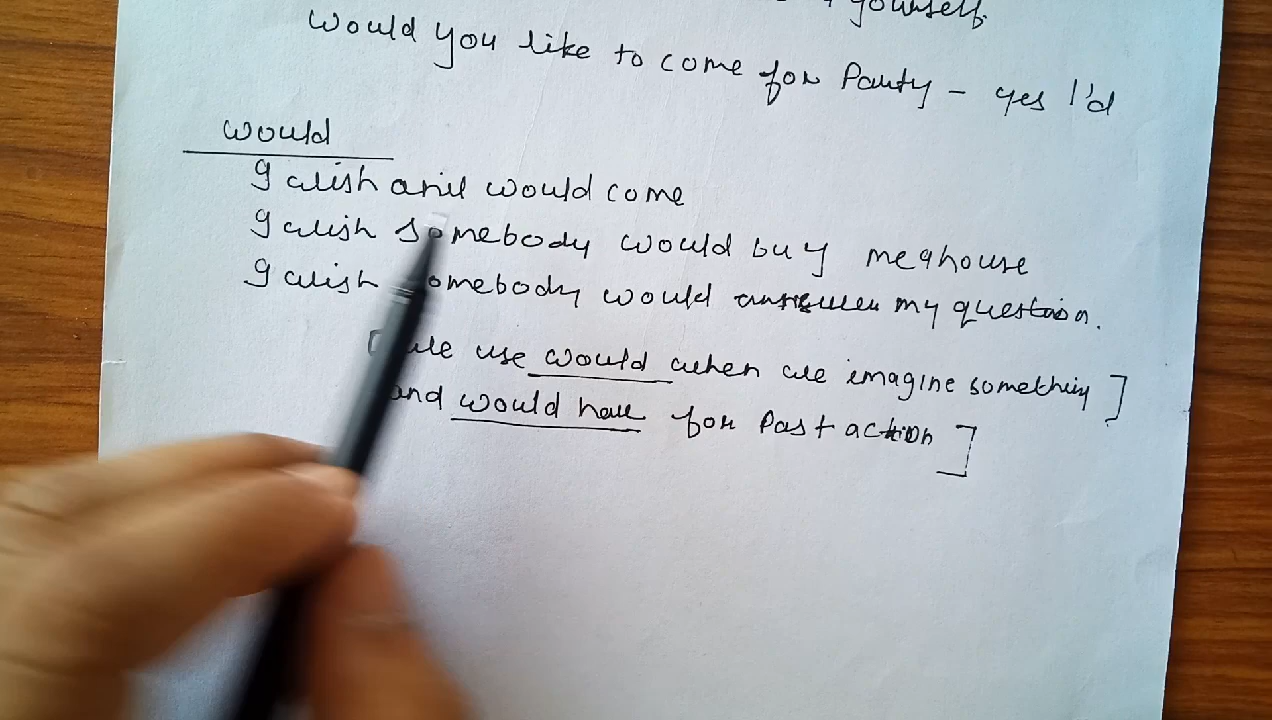 yourself.
Would you like to come for Party - yes I'd
would
I wish anil would come
I wish somebody would buy me a house
I wish somebody would answer my question.
[ we use would when we imagine something ]
and would have for Past action ]